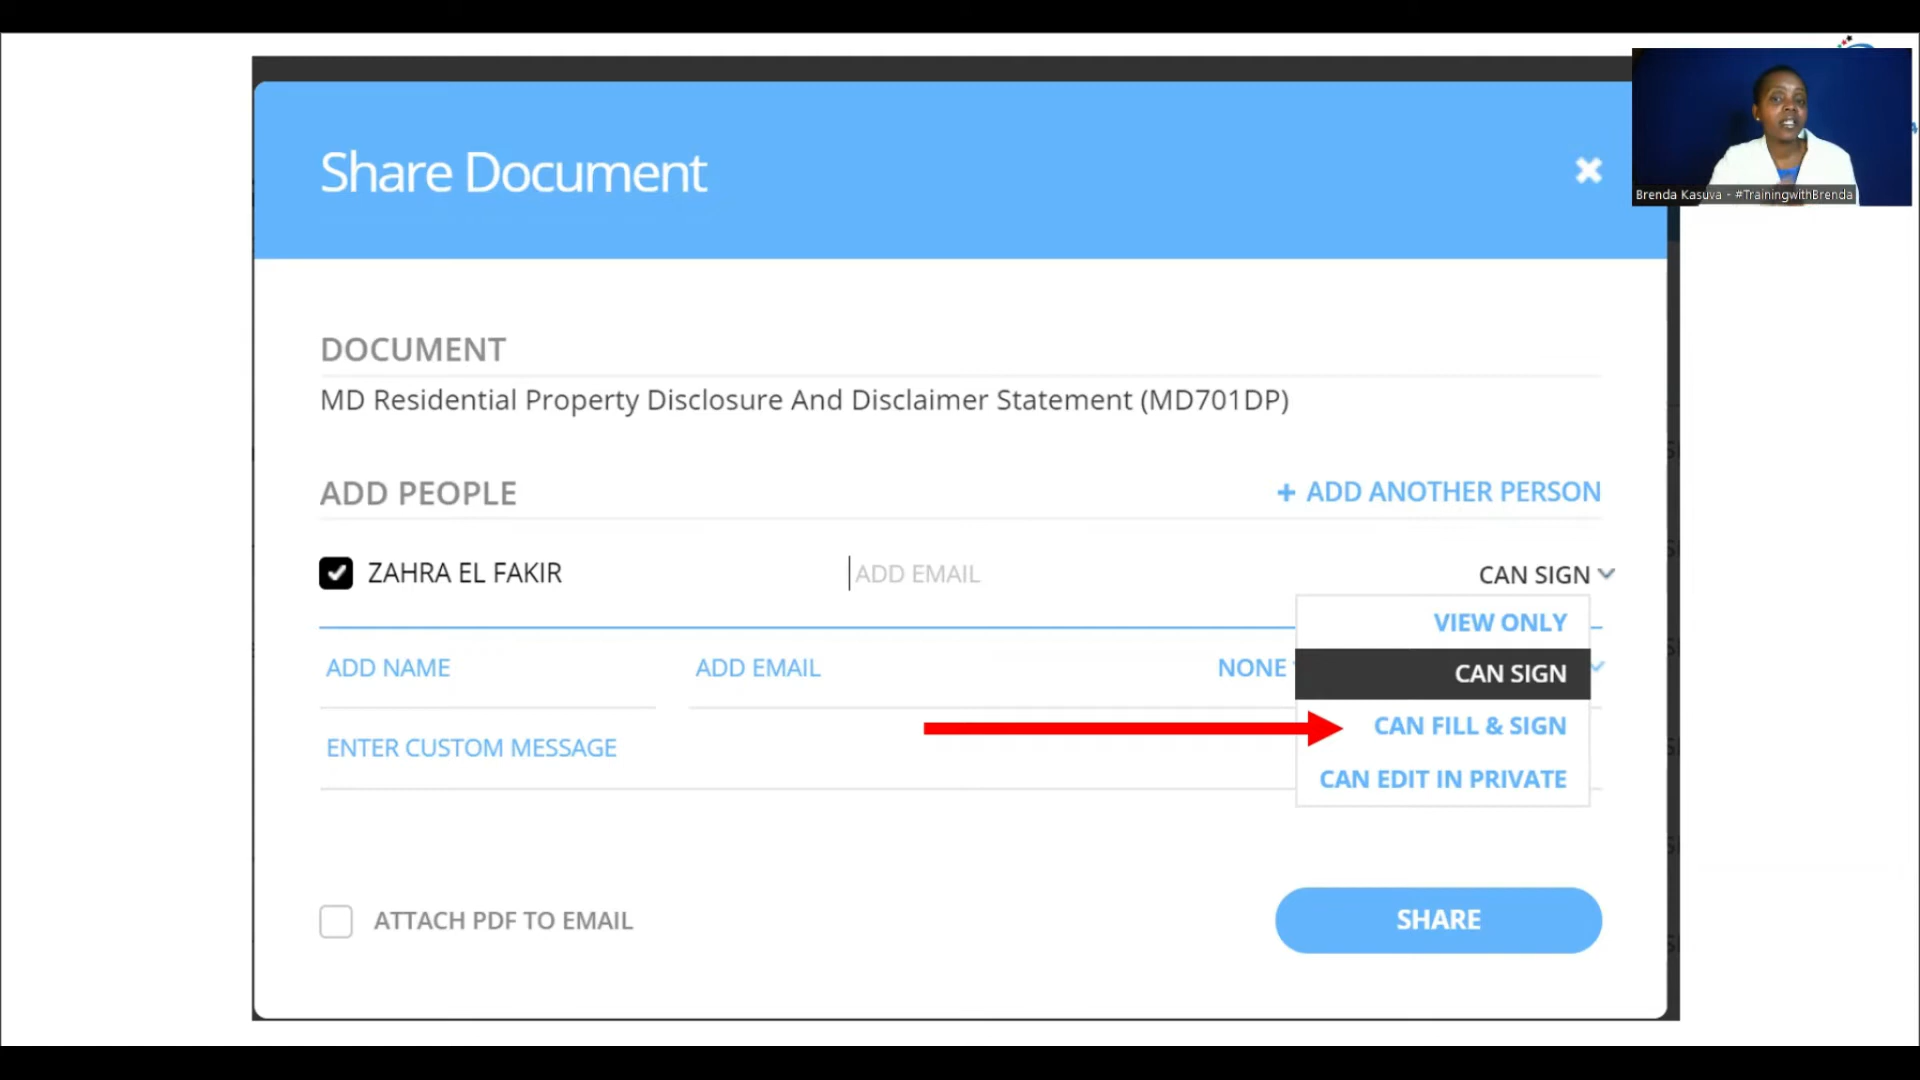 Share Document
Brenda Kasuva - #TrainingwithBrenda
DOCUMENT
MD Residential Property Disclosure And Disclaimer Statement (MD701DP)
ADD PEOPLE
+ ADD ANOTHER PERSON
ZAHRA EL FAKIR
ADD EMAIL
CAN SIGN
VIEW ONLY
CAN SIGN
CAN FILL & SIGN
CAN EDIT IN PRIVATE
ADD NAME
ADD EMAIL
NONE
ENTER CUSTOM MESSAGE
ATTACH PDF TO EMAIL
SHARE